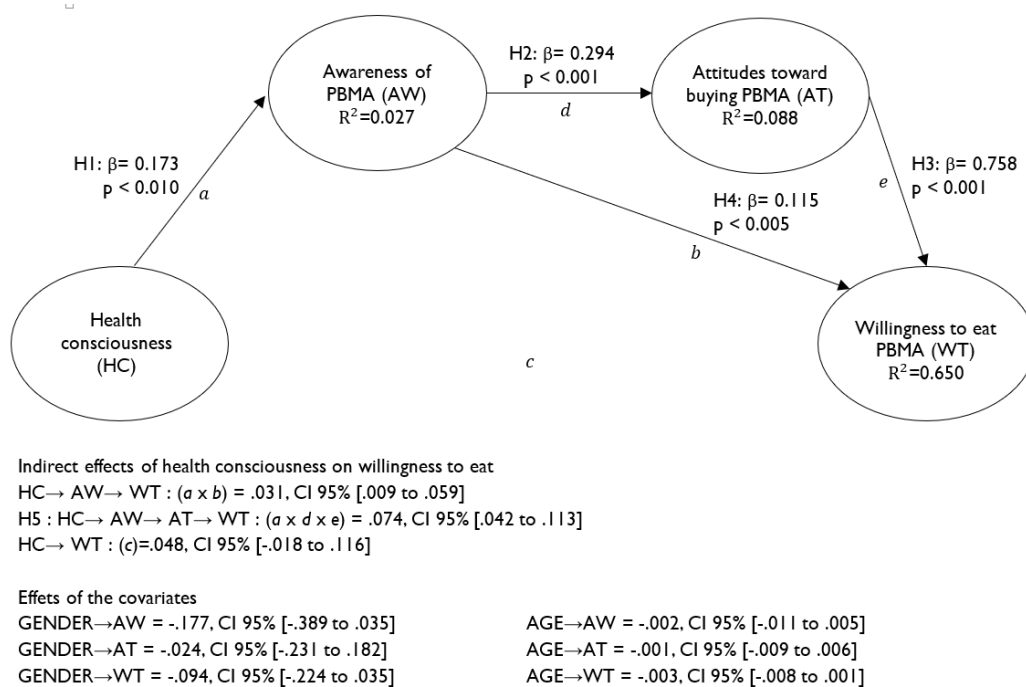 H2: β= 0.294
p < 0.001
d
Awareness of
PBMA (AW)
R²=0.027
Attitudes toward
buying PBMA (AT)
R²=0.088
H1: β= 0.173
p < 0.010
a
H3: β= 0.758
p < 0.001
e
H4: β= 0.115
p < 0.005
b
Health
consciousness
(HC)
Willingness to eat
PBMA (WT)
R²=0.650
c
Indirect effects of health consciousness on willingness to eat
HC→ AW→ WT : (a x b) = .031, CI 95% [.009 to .059]
H5 : HC→ AW→ AT→ WT : (a x d x e) = .074, CI 95% [.042 to .113]
HC→ WT : (c)=.048, CI 95% [-.018 to .116]
Effets of the covariates
GENDER→AW = -.177, CI 95% [-.389 to .035]
GENDER→AT = -.024, CI 95% [-.231 to .182]
GENDER→WT = -.094, CI 95% [-.224 to .035]
AGE→AW = -.002, CI 95% [-.011 to .005]
AGE→AT = -.001, CI 95% [-.009 to .006]
AGE→WT = -.003, CI 95% [-.008 to .001]